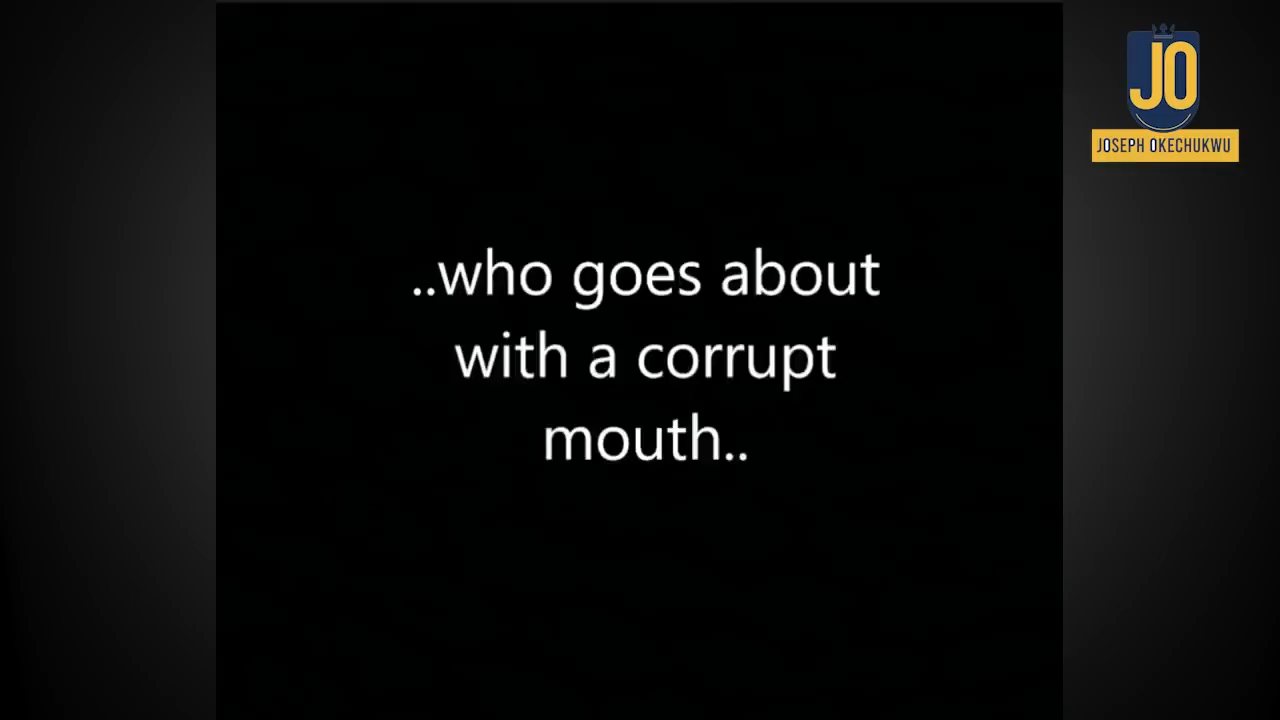 ..who goes about
with a corrupt
mouth..
JO
JOSEPH OKECHUKWU